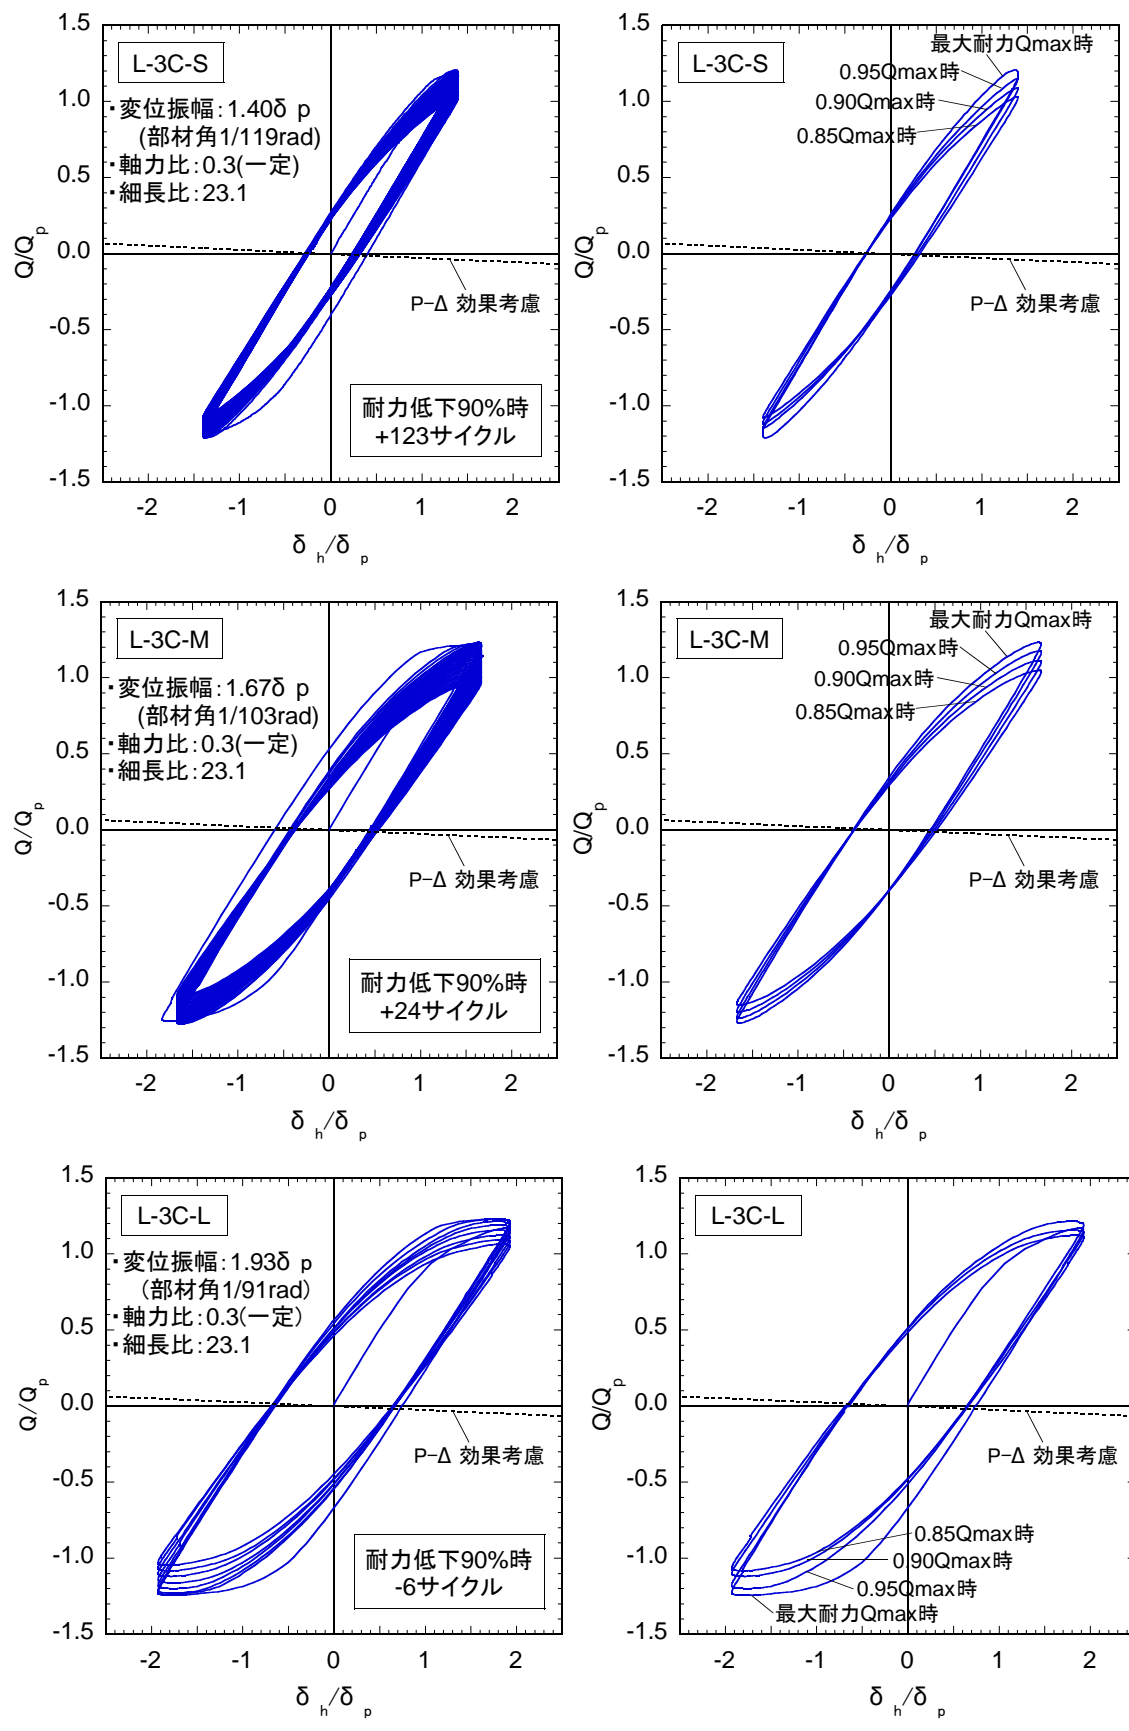 1.5
L-3C-S
・変位振幅：1.40δ p
(部材角1/119rad)
・軸力比：0.3(一定)
・細長比：23.1
1.0
0.5
0.0
-0.5
-1.0
-1.5
Q/Qp
P-Δ 効果考慮
耐力低下90%時
+123サイクル
-2 -1 0 1 2
δ h/δ p
1.5
L-3C-S
最大耐力Qmax時
0.95Qmax時
0.90Qmax時
0.85Qmax時
1.0
0.5
0.0
-0.5
-1.0
-1.5
Q/Qp
P-Δ 効果考慮
-2 -1 0 1 2
δ h/δ p
1.5
L-3C-M
・変位振幅：1.67δ p
(部材角1/103rad)
・軸力比：0.3(一定)
・細長比：23.1
1.0
0.5
0.0
-0.5
-1.0
-1.5
Q/Qp
P-Δ 効果考慮
耐力低下90%時
+24サイクル
-2 -1 0 1 2
δ h/δ p
1.5
L-3C-M
最大耐力Qmax時
0.95Qmax時
0.90Qmax時
0.85Qmax時
1.0
0.5
0.0
-0.5
-1.0
-1.5
Q/Qp
P-Δ 効果考慮
-2 -1 0 1 2
δ h/δ p
1.5
L-3C-L
・変位振幅：1.93δ p
(部材角1/91rad)
・軸力比：0.3(一定)
・細長比：23.1
1.0
0.5
0.0
-0.5
-1.0
-1.5
Q/Qp
P-Δ 効果考慮
耐力低下90%時
-6サイクル
-2 -1 0 1 2
δ h/δ p
1.5
L-3C-L
1.0
0.5
0.0
-0.5
-1.0
-1.5
Q/Qp
P-Δ 効果考慮
0.85Qmax時
0.90Qmax時
0.95Qmax時
最大耐力Qmax時
-2 -1 0 1 2
δ h/δ p